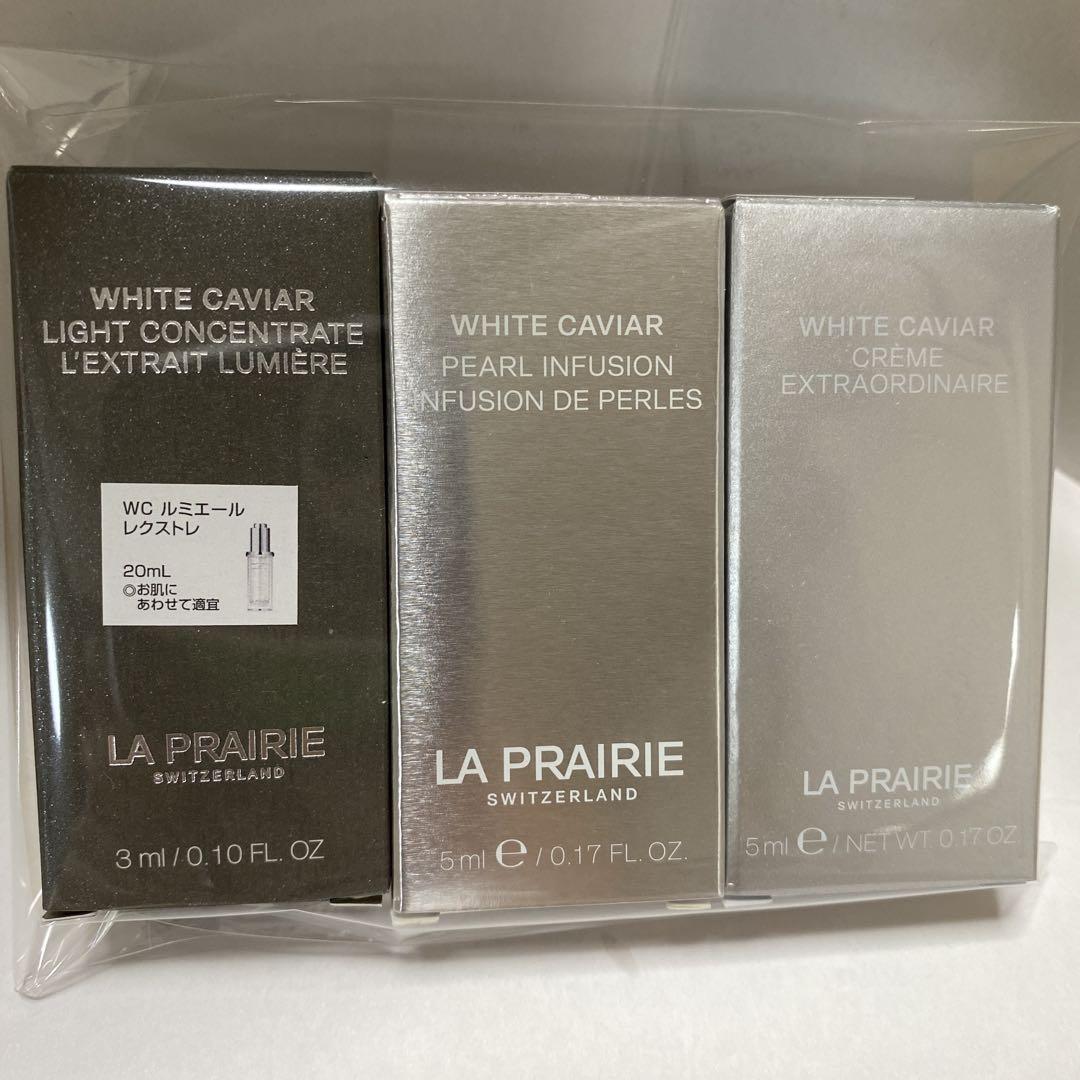 WHITE CAVIAR
LIGHT CONCENTRATE
L'EXTRAIT LUMIÈRE
WC ルミエール
レクストレ
20mL
◎お肌に
あわせて適宜
LA PRAIRIE
SWITZERLAND
3 ml / 0.10 FL. OZ
WHITE CAVIAR
PEARL INFUSION
INFUSION DE PERLES
LA PRAIRIE
SWITZERLAND
5 ml e / 0.17 FL. OZ.
WHITE CAVIAR
CRÈME
EXTRAORDINAIRE
LA PRAIRIE
SWITZERLAND
5 ml e / NET WT. 0.17 OZ.